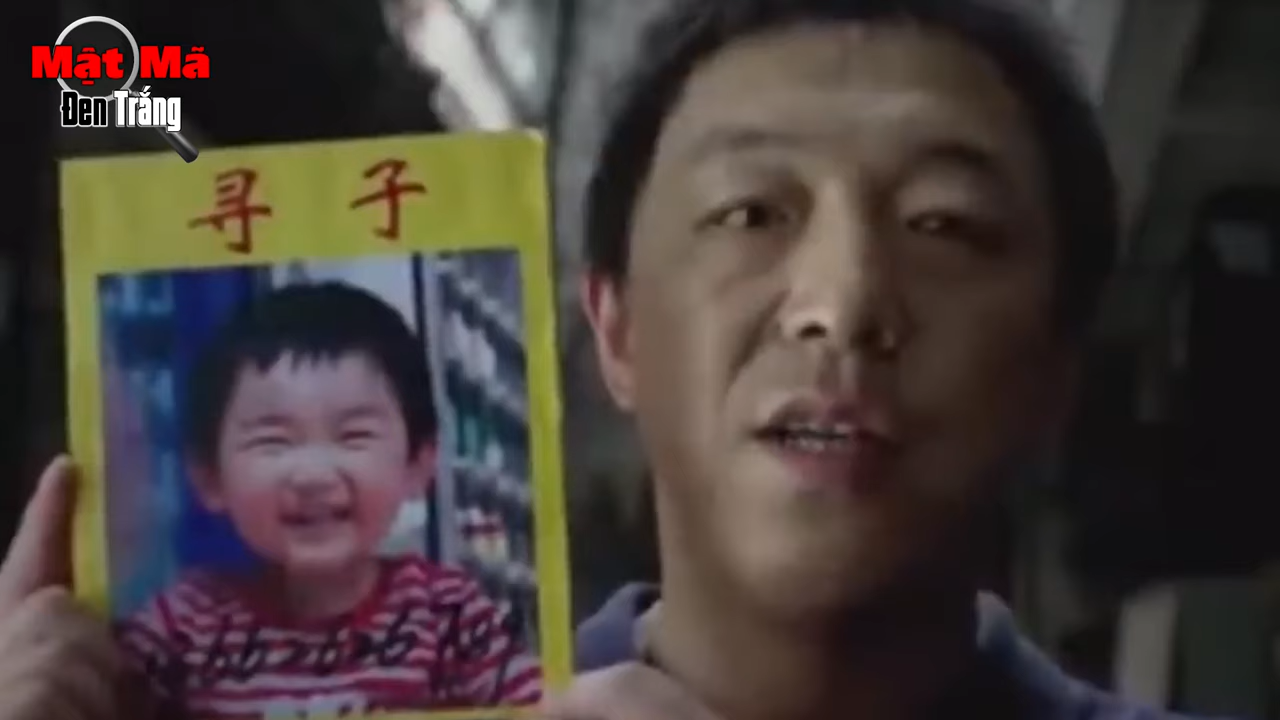 Mật Mã
Đen Trắng
寻子